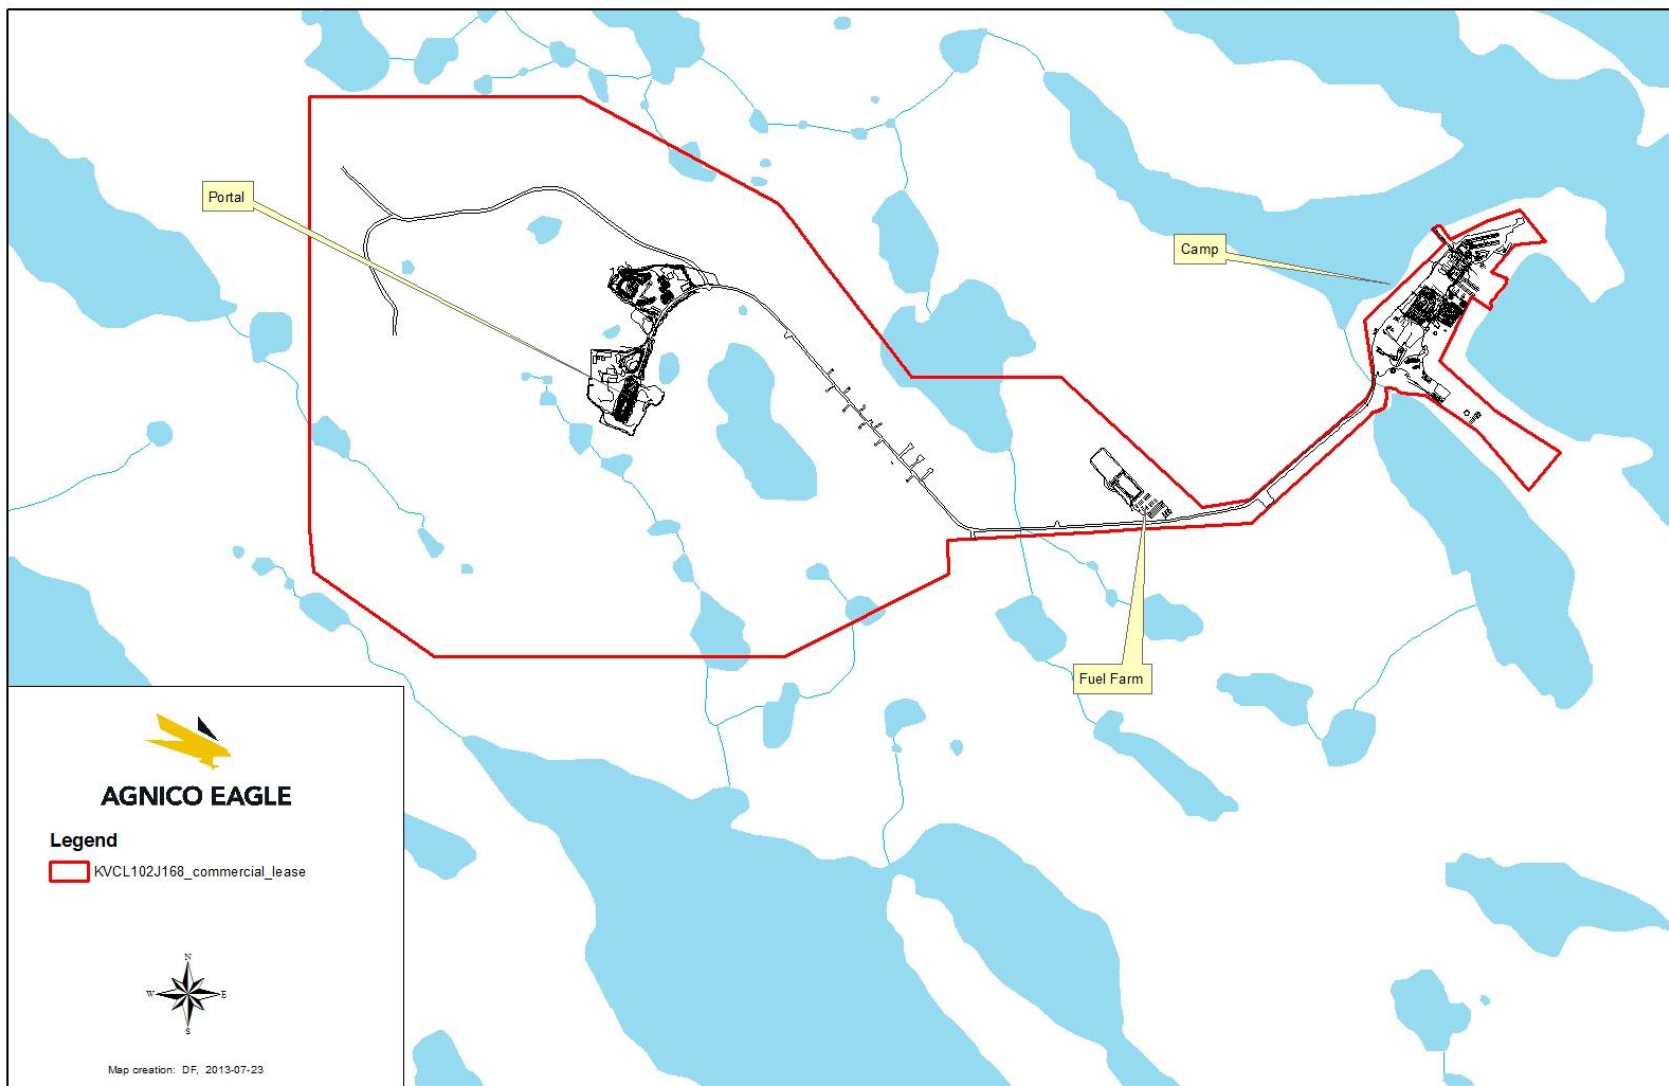 Portal
Camp
Fuel Farm
AGNICO EAGLE
Legend
KVCL102J168_commercial_lease
N
W E
S
Map creation: DF, 2013-07-23